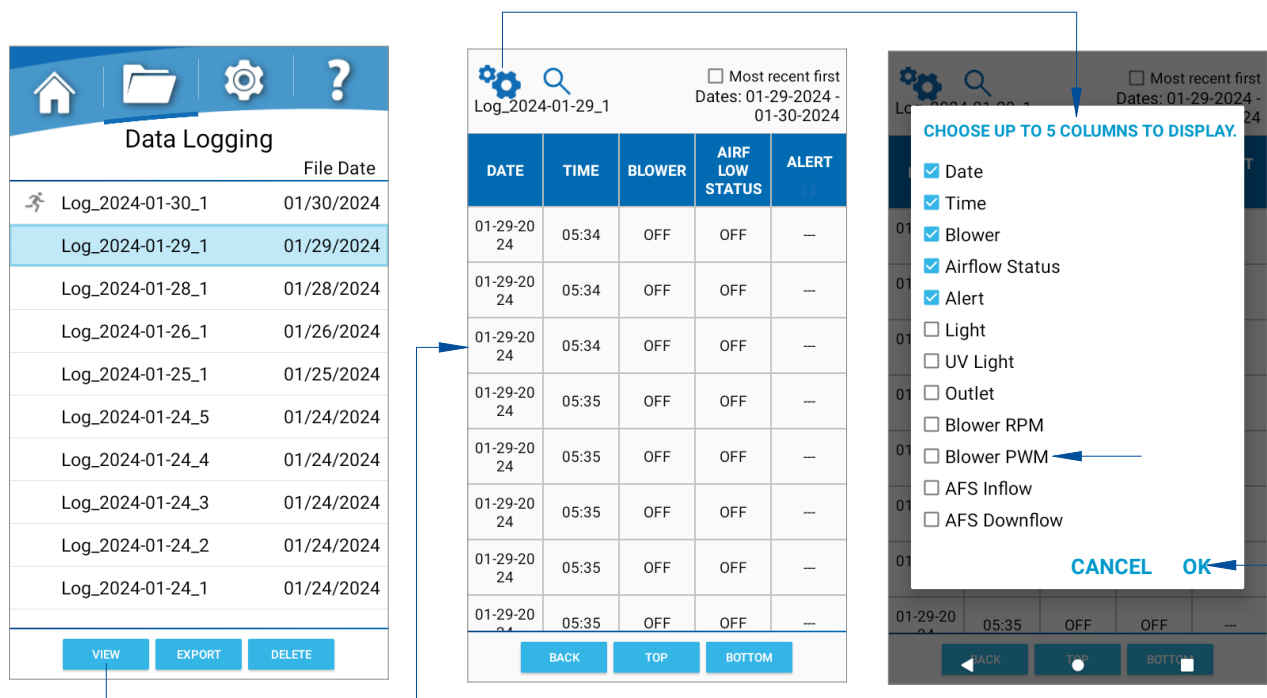 Data Logging
File Date
Log_2024-01-30_1 01/30/2024
Log_2024-01-29_1 01/29/2024
Log_2024-01-28_1 01/28/2024
Log_2024-01-26_1 01/26/2024
Log_2024-01-25_1 01/25/2024
Log_2024-01-24_5 01/24/2024
Log_2024-01-24_4 01/24/2024
Log_2024-01-24_3 01/24/2024
Log_2024-01-24_2 01/24/2024
Log_2024-01-24_1 01/24/2024
VIEW EXPORT DELETE
Most recent first
Log_2024-01-29_1 Dates: 01-29-2024 -
01-30-2024
DATE TIME BLOWER AIRF
LOW
STATUS ALERT
01-29-20
24 05:34 OFF OFF ---
01-29-20
24 05:34 OFF OFF ---
01-29-20
24 05:34 OFF OFF ---
01-29-20
24 05:35 OFF OFF ---
01-29-20
24 05:35 OFF OFF ---
01-29-20
24 05:35 OFF OFF ---
01-29-20
24 05:35 OFF OFF ---
01-29-20
24 05:35 OFF OFF ---
BACK TOP BOTTOM
Most recent first
Dates: 01-29-2024 -
24
CHOOSE UP TO 5 COLUMNS TO DISPLAY.
Date
Time
Blower
Airflow Status
Alert
Light
UV Light
Outlet
Blower RPM
Blower PWM
AFS Inflow
AFS Downflow
CANCEL OK
01-29-20
24 05:35 OFF OFF ---
BACK TOP BOTTOM